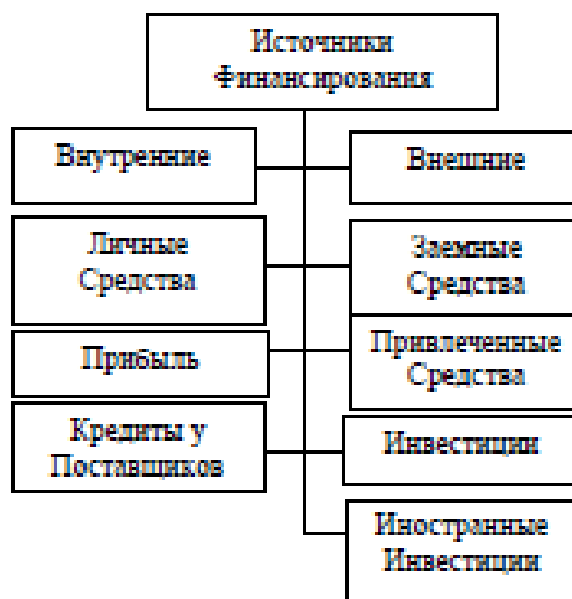 Источники
Финансирования
Внутренние
Внешние
Личные
Средства
Заемные
Средства
Прибыль
Привлеченные
Средства
Кредиты у
Поставщиков
Инвестиции
Иностранные
Инвестиции